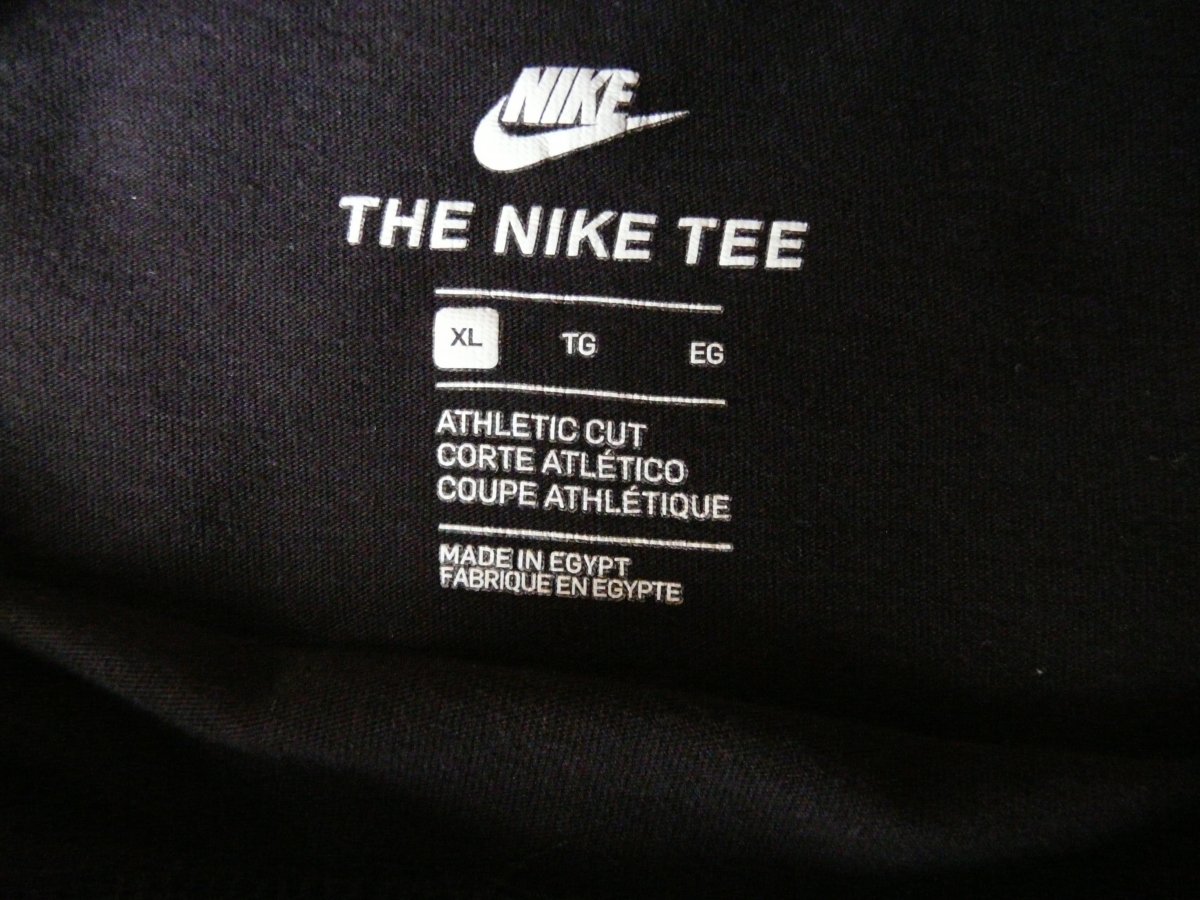 NIKE
THE NIKE TEE
XL TG EG
ATHLETIC CUT
CORTE ATLÉTICO
COUPE ATHLÉTIQUE
MADE IN EGYPT
FABRIQUE EN EGYPTE